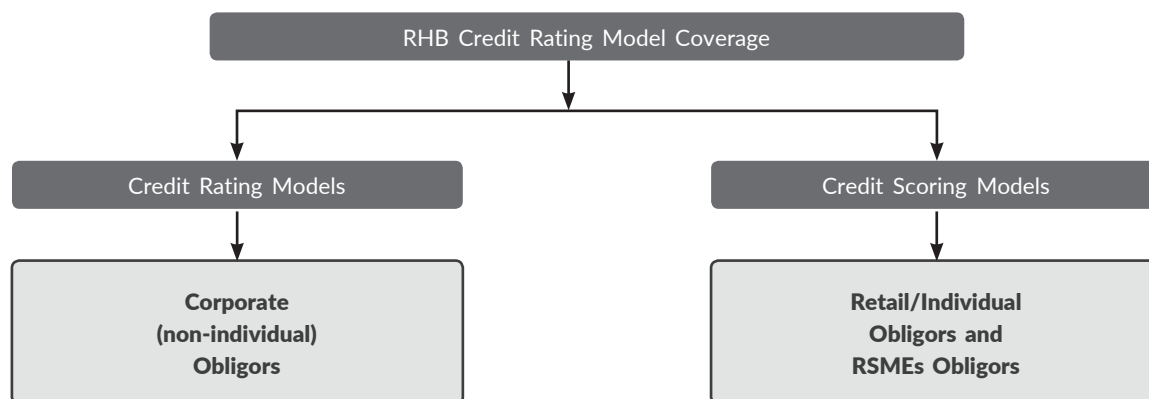 RHB Credit Rating Model Coverage
Credit Rating Models
Credit Scoring Models
Corporate
(non-individual)
Obligors
Retail/Individual
Obligors and
RSMEs Obligors